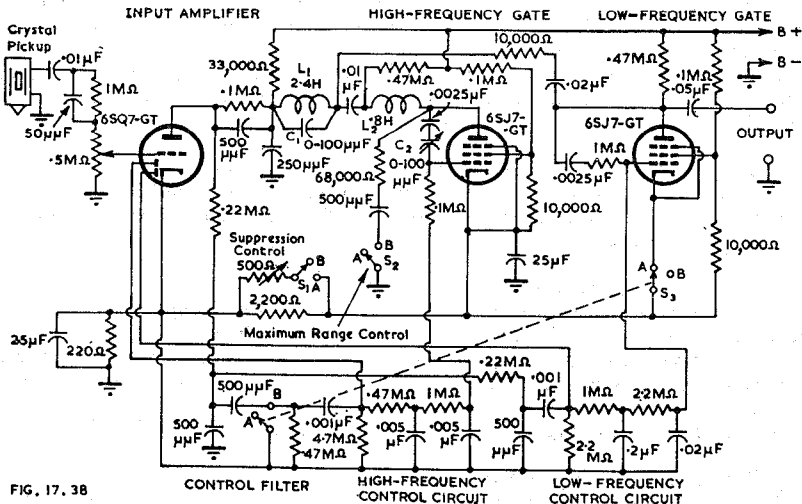 INPUT AMPLIFIER
HIGH-FREQUENCY GATE
LOW-FREQUENCY GATE
Crystal
Pickup
.01μF
1MΩ
6SQ7-GT
50μμF
.5MΩ
33,000Ω
.1MΩ
500
μμF
250μμF
.22MΩ
L₁
2.4H
C₁
0-100μμF
.01
μF
L₂
.8H
.47MΩ
.1MΩ
.0025μF
C₂
0-100
μμF
68,000Ω
500μμF
.1MΩ
6SJ7-
-GT
10,000Ω
.25μF
10,000Ω
.02μF
.47MΩ
.1MΩ
.05μF
6SJ7-GT
1MΩ
.0025μF
B +
B -
OUTPUT
10,000Ω
A
B
S₃
Suppression
Control
500Ω
B
S₁A
2,200Ω
B
A
S₂
Maximum Range Control
25μF
220Ω
500μμF
B
A
500
μμF
.001μF
4.7MΩ
.47MΩ
.47MΩ
1MΩ
.005
μF
.005
μF
.22MΩ
500
μμF
.001
μF
2.2
MΩ
1MΩ
2.2MΩ
.2μF
.02μF
CONTROL FILTER
HIGH-FREQUENCY
CONTROL CIRCUIT
LOW-FREQUENCY
CONTROL CIRCUIT
FIG. 17.38